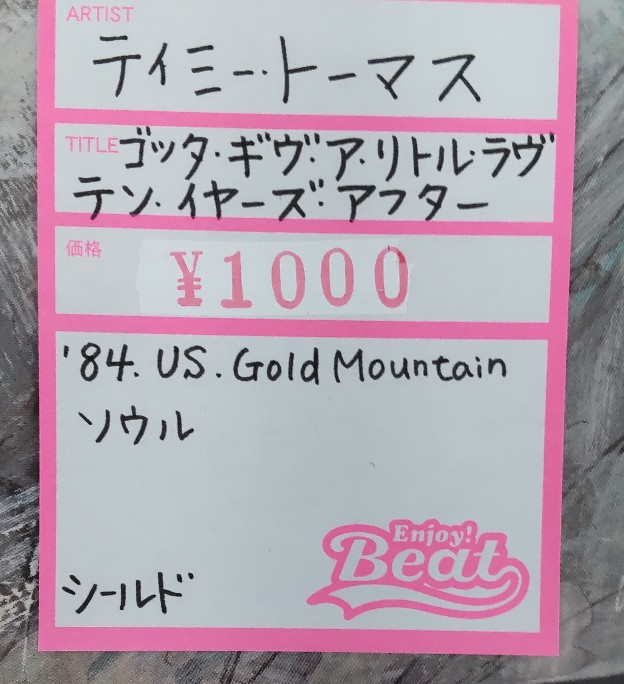 ARTIST
ティミー・トーマス
TITLE ゴッタ・ギヴ・ア・リトル・ラヴ
テン・イヤーズ・アフター
価格
¥1000
'84. US. Gold Mountain
ソウル
Enjoy!
Beat
シールド